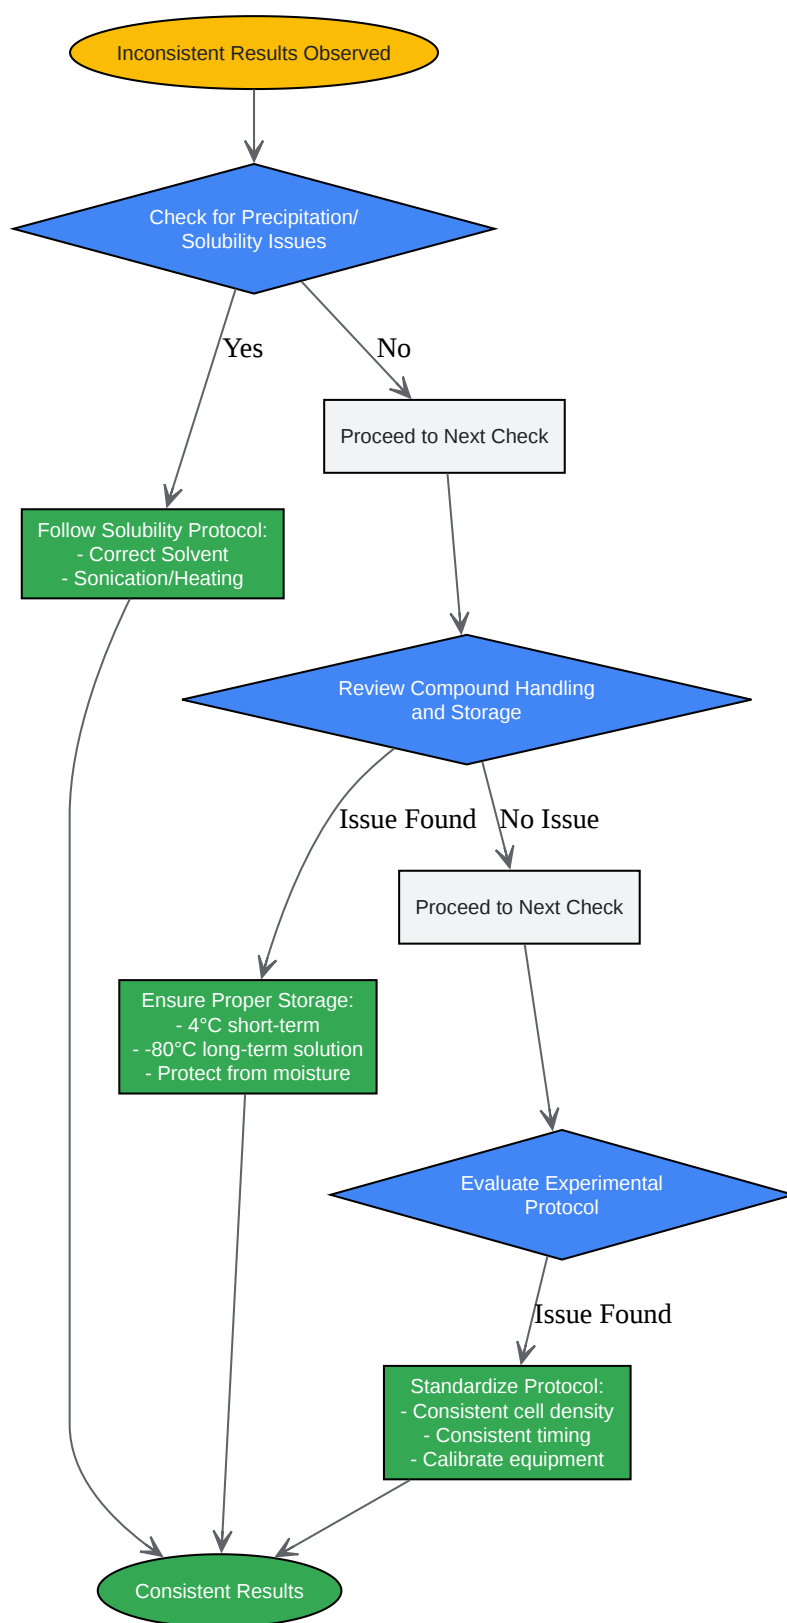 Inconsistent Results Observed
Check for Precipitation/
Solubility Issues
Yes
No
Proceed to Next Check
Follow Solubility Protocol:
- Correct Solvent
- Sonication/Heating
Review Compound Handling
and Storage
Issue Found
No Issue
Proceed to Next Check
Ensure Proper Storage:
- 4°C short-term
- -80°C long-term solution
- Protect from moisture
Evaluate Experimental
Protocol
Issue Found
Standardize Protocol:
- Consistent cell density
- Consistent timing
- Calibrate equipment
Consistent Results